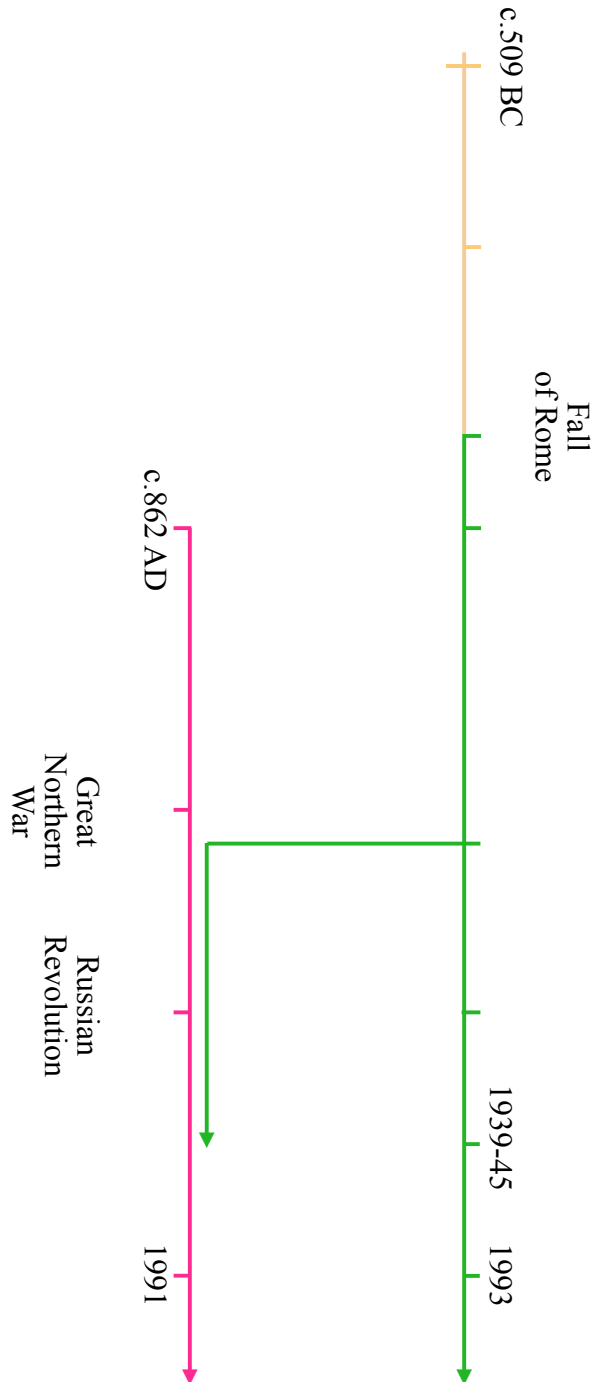 c.509 BC
Fall
of Rome
1939-45
1993
c.862 AD
Great
Northern
War
Russian
Revolution
1991